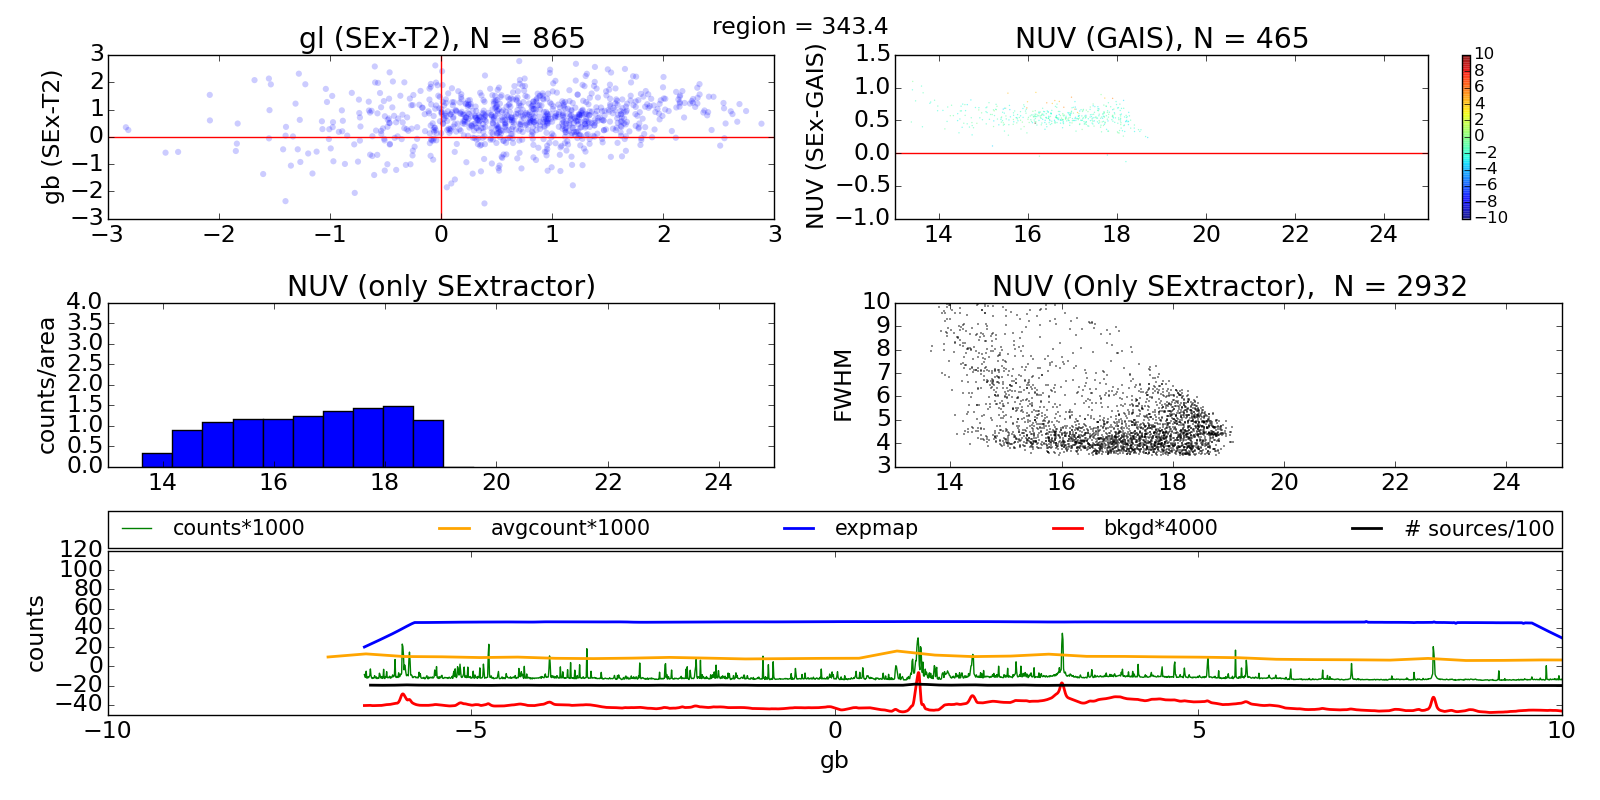 region = 343.4
gl (SEx-T2), N = 865
gb (SEx-T2)
3
2
1
0
−1
−2
−3
−3 −2 −1 0 1 2 3
NUV (GAIS), N = 465
NUV (SEx-GAIS)
1.5
1.0
0.5
0.0
−0.5
−1.0
14 16 18 20 22 24
10
8
6
4
2
0
−2
−4
−6
−8
−10
NUV (only SExtractor)
counts/area
4.0
3.5
3.0
2.5
2.0
1.5
1.0
0.5
0.0
14 16 18 20 22 24
NUV (Only SExtractor), N = 2932
FWHM
10
9
8
7
6
5
4
3
14 16 18 20 22 24
counts*1000 avgcount*1000 expmap bkgd*4000 # sources/100
counts
120
100
80
60
40
20
0
−20
−40
−10 −5 0 5 10
gb